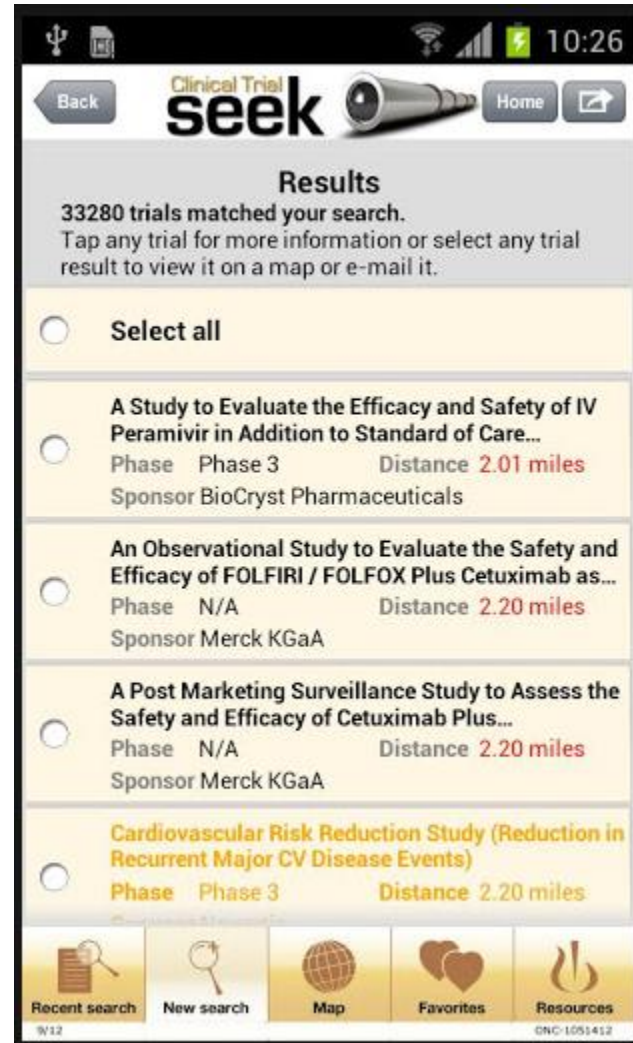 10:26
Back
Clinical Trial
seek
Home
Results
33280 trials matched your search.
Tap any trial for more information or select any trial
result to view it on a map or e-mail it.
Select all
A Study to Evaluate the Efficacy and Safety of IV
Peramivir in Addition to Standard of Care...
Phase Phase 3 Distance 2.01 miles
Sponsor BioCryst Pharmaceuticals
An Observational Study to Evaluate the Safety and
Efficacy of FOLFIRI / FOLFOX Plus Cetuximab as...
Phase N/A Distance 2.20 miles
Sponsor Merck KGaA
A Post Marketing Surveillance Study to Assess the
Safety and Efficacy of Cetuximab Plus...
Phase N/A Distance 2.20 miles
Sponsor Merck KGaA
Cardiovascular Risk Reduction Study (Reduction in
Recurrent Major CV Disease Events)
Phase Phase 3 Distance 2.20 miles
Recent search New search Map Favorites Resources
9/12 ONC-1051412